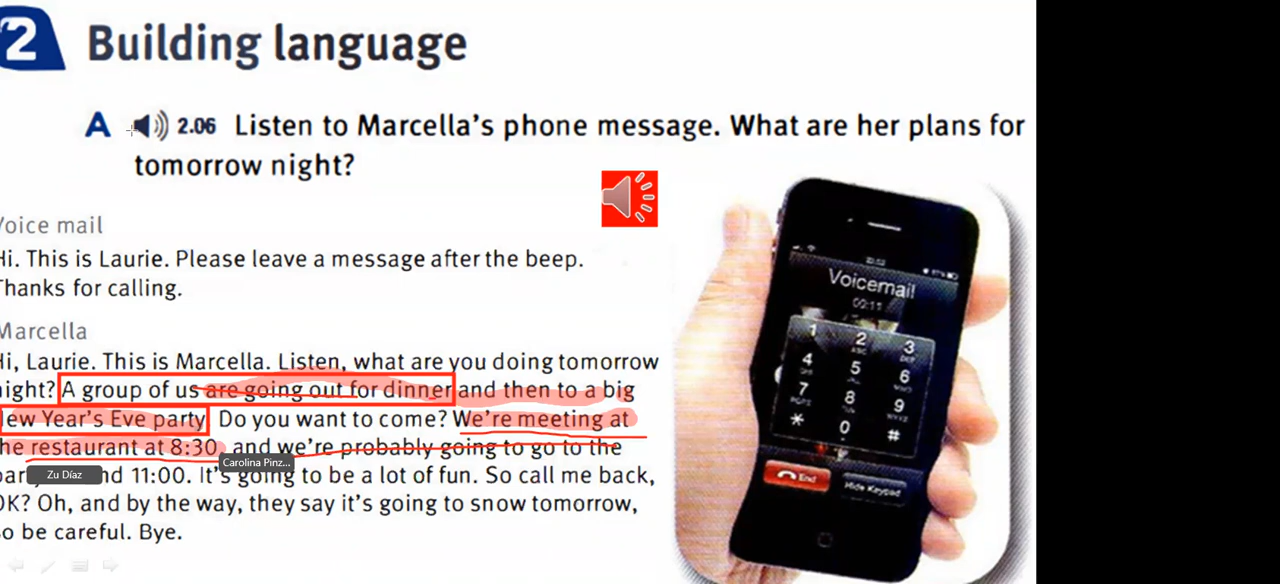 2 Building language
A 2.06 Listen to Marcella's phone message. What are her plans for
tomorrow night?
Voice mail
Hi. This is Laurie. Please leave a message after the beep.
Thanks for calling.
Marcella
Hi, Laurie. This is Marcella. Listen, what are you doing tomorrow
night? A group of us are going out for dinner and then to a big
New Year's Eve party. Do you want to come? We're meeting at
the restaurant at 8:30 and we're probably going to go to the
Carolina Pinz...
Zu Díaz
11:00. It's going to be a lot of fun. So call me back,
OK? Oh, and by the way, they say it's going to snow tomorrow,
so be careful. Bye.
Voicemail
00:11
1 2 ABC 3 DEF
4 5 6
7 8 9
* 0 #
End Hide Keypad